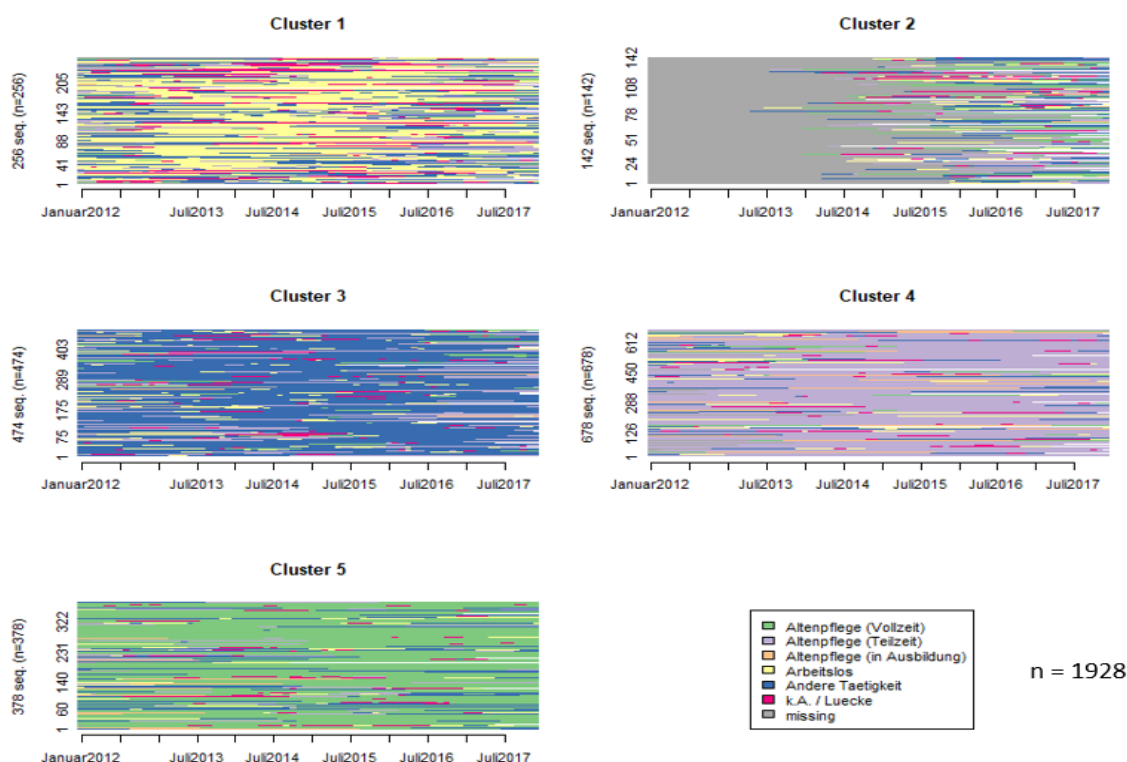 Cluster 1
256 seq. (n=256)
1 41 88 143 205
Januar2012 Juli2013 Juli2014 Juli2015 Juli2016 Juli2017
Cluster 2
142 seq. (n=142)
1 24 51 78 108 142
Januar2012 Juli2013 Juli2014 Juli2015 Juli2016 Juli2017
Cluster 3
474 seq. (n=474)
1 75 175 289 403
Januar2012 Juli2013 Juli2014 Juli2015 Juli2016 Juli2017
Cluster 4
678 seq. (n=678)
1 126 288 450 612
Januar2012 Juli2013 Juli2014 Juli2015 Juli2016 Juli2017
Cluster 5
378 seq. (n=378)
1 60 140 231 322
Januar2012 Juli2013 Juli2014 Juli2015 Juli2016 Juli2017
Altenpflege (Vollzeit)
Altenpflege (Teilzeit)
Altenpflege (in Ausbildung)
Arbeitslos
Andere Taetigkeit
k.A. / Luecke
missing
n = 1928